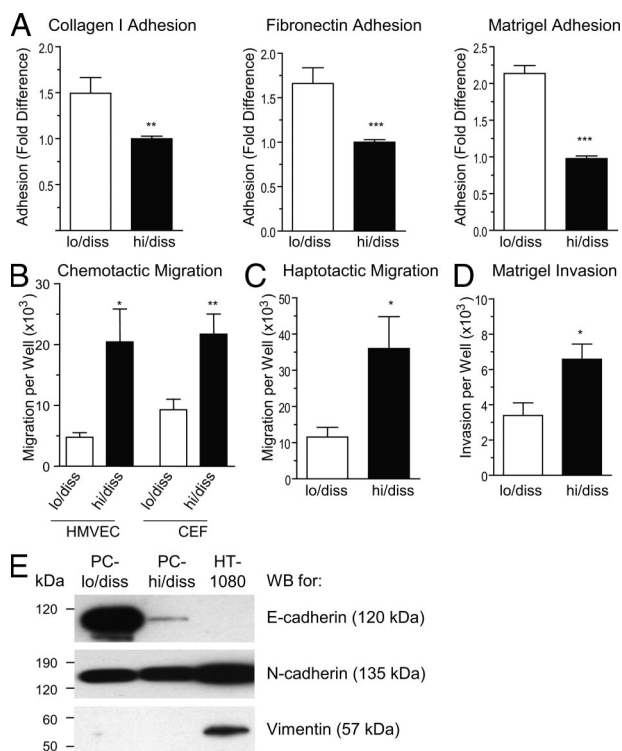 A
Collagen I Adhesion
Fibronectin Adhesion
Matrigel Adhesion
Adhesion (Fold Difference)
2.0
1.5
1.0
0.5
**
lo/diss hi/diss
Adhesion (Fold Difference)
2.0
1.5
1.0
0.5
0.0
***
lo/diss hi/diss
Adhesion (Fold Difference)
2.5
2.0
1.5
1.0
0.5
0.0
***
lo/diss hi/diss
B
Chemotactic Migration
Migration per Well (x10³)
30
20
10
0
*
**
lo/diss hi/diss lo/diss hi/diss
HMVEC CEF
C
Haptotactic Migration
Migration per Well (x10³)
50
40
30
20
10
0
*
lo/diss hi/diss
D
Matrigel Invasion
Invasion per Well (x10³)
8
6
4
2
0
*
lo/diss hi/diss
E
kDa
PC-lo/diss
PC-hi/diss
HT-1080
WB for:
120
E-cadherin (120 kDa)
190
120
N-cadherin (135 kDa)
60
50
Vimentin (57 kDa)